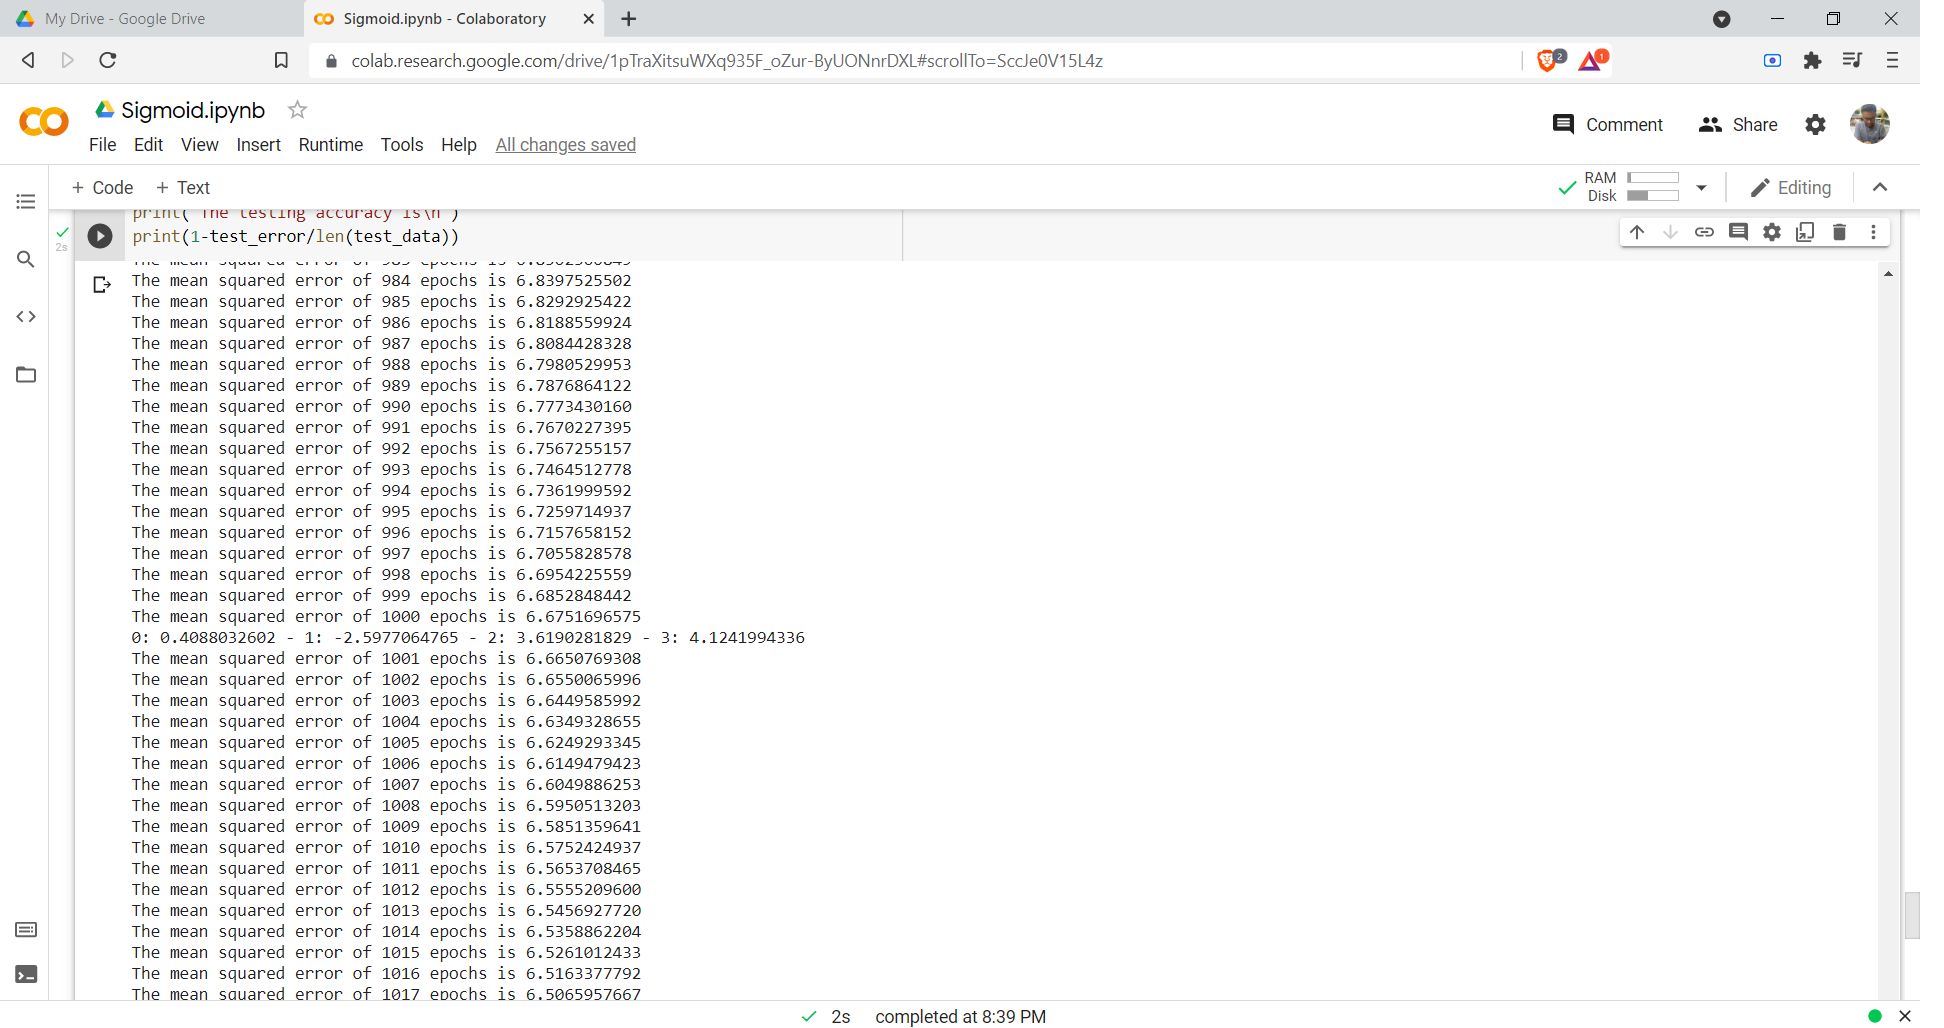 My Drive - Google Drive
Sigmoid.ipynb - Colaboratory
colab.research.google.com/drive/1pTraXitsuWXq935F_oZur-ByUONnrDXL#scrollTo=SccJe0V15L4z
2
1
Sigmoid.ipynb
Comment
Share
File Edit View Insert Runtime Tools Help All changes saved
+ Code + Text
RAM
Disk
Editing
print( The testing accuracy is\n )
2s
print(1-test_error/len(test_data))
The mean squared error of 983 epochs is 6.8502360849
The mean squared error of 984 epochs is 6.8397525502
The mean squared error of 985 epochs is 6.8292925422
The mean squared error of 986 epochs is 6.8188559924
The mean squared error of 987 epochs is 6.8084428328
The mean squared error of 988 epochs is 6.7980529953
The mean squared error of 989 epochs is 6.7876864122
The mean squared error of 990 epochs is 6.7773430160
The mean squared error of 991 epochs is 6.7670227395
The mean squared error of 992 epochs is 6.7567255157
The mean squared error of 993 epochs is 6.7464512778
The mean squared error of 994 epochs is 6.7361999592
The mean squared error of 995 epochs is 6.7259714937
The mean squared error of 996 epochs is 6.7157658152
The mean squared error of 997 epochs is 6.7055828578
The mean squared error of 998 epochs is 6.6954225559
The mean squared error of 999 epochs is 6.6852848442
The mean squared error of 1000 epochs is 6.6751696575
0: 0.4088032602 - 1: -2.5977064765 - 2: 3.6190281829 - 3: 4.1241994336
The mean squared error of 1001 epochs is 6.6650769308
The mean squared error of 1002 epochs is 6.6550065996
The mean squared error of 1003 epochs is 6.6449585992
The mean squared error of 1004 epochs is 6.6349328655
The mean squared error of 1005 epochs is 6.6249293345
The mean squared error of 1006 epochs is 6.6149479423
The mean squared error of 1007 epochs is 6.6049886253
The mean squared error of 1008 epochs is 6.5950513203
The mean squared error of 1009 epochs is 6.5851359641
The mean squared error of 1010 epochs is 6.5752424937
The mean squared error of 1011 epochs is 6.5653708465
The mean squared error of 1012 epochs is 6.5555209600
The mean squared error of 1013 epochs is 6.5456927720
The mean squared error of 1014 epochs is 6.5358862204
The mean squared error of 1015 epochs is 6.5261012433
The mean squared error of 1016 epochs is 6.5163377792
The mean squared error of 1017 epochs is 6.5065957667
2s completed at 8:39 PM